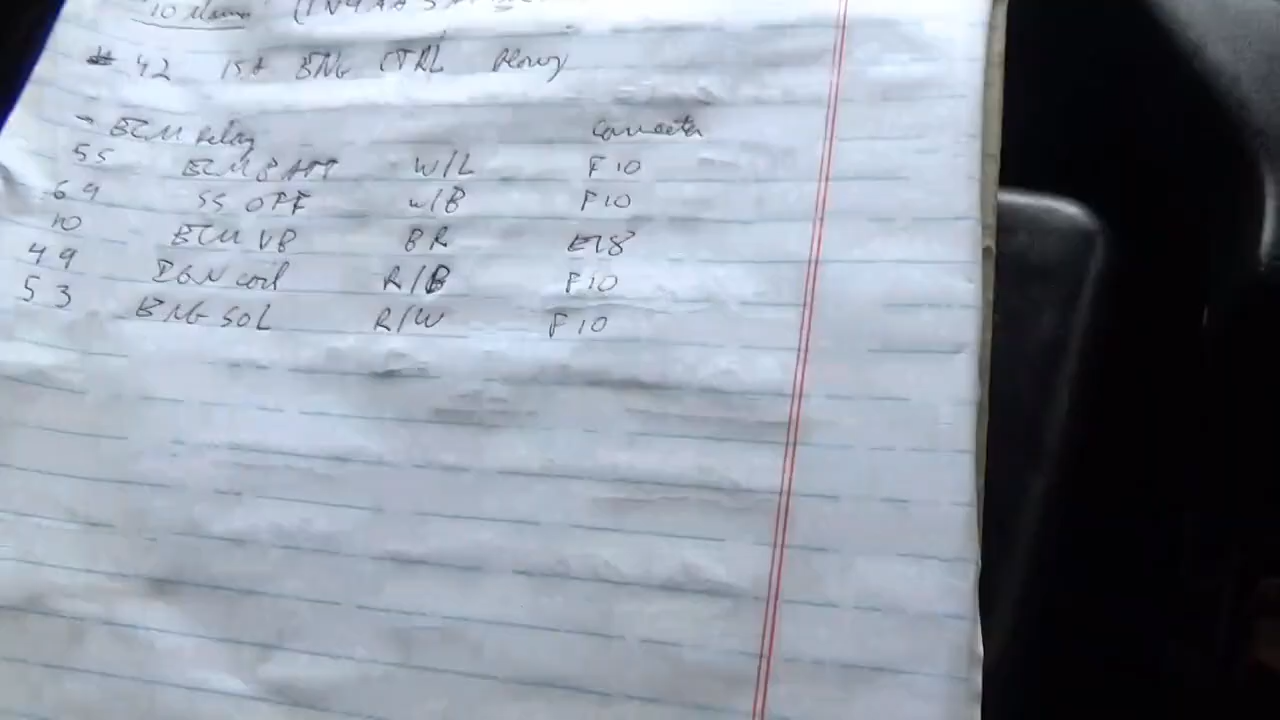 # 42 IGN ENG CTRL Relay
- ECM relay Connector
55 ECM BATT W/L F10
69 SS OFF W/B F10
10 ECM VB BR E18
49 IGN coil R/B F10
53 ENG SOL R/W F10